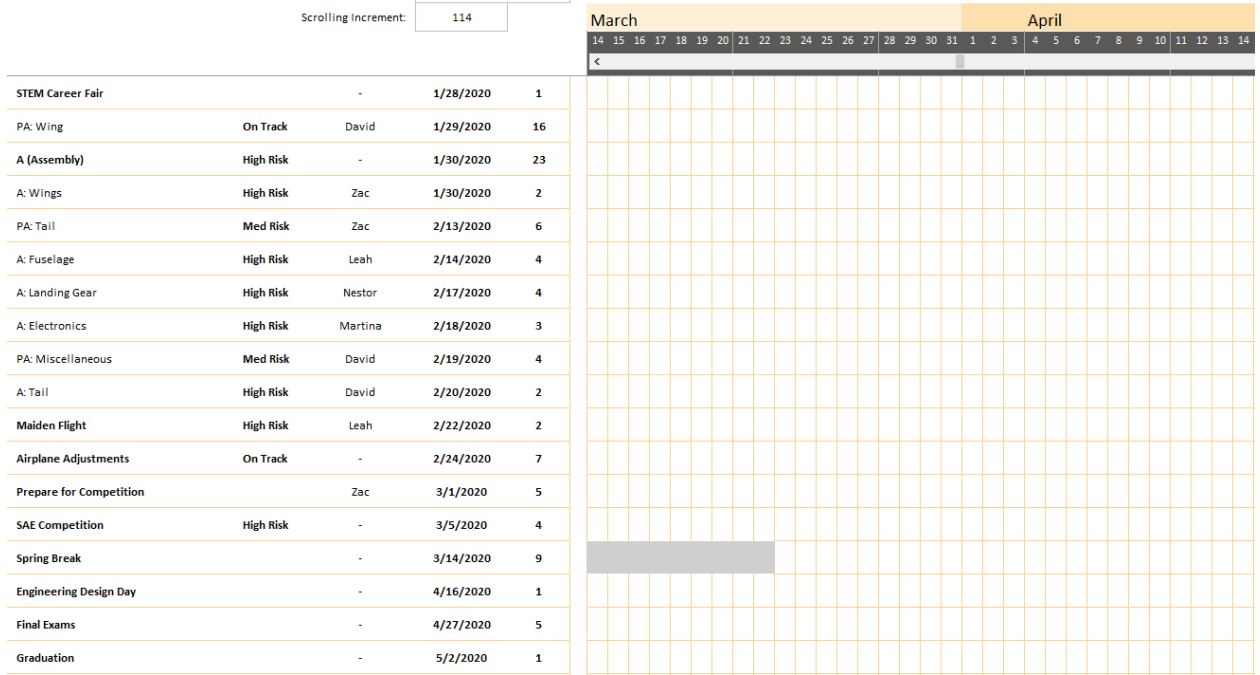 Scrolling Increment: 114
March April
14 15 16 17 18 19 20 21 22 23 24 25 26 27 28 29 30 31 1 2 3 4 5 6 7 8 9 10 11 12 13 14
<
STEM Career Fair - 1/28/2020 1
PA: Wing On Track David 1/29/2020 16
A (Assembly) High Risk - 1/30/2020 23
A: Wings High Risk Zac 1/30/2020 2
PA: Tail Med Risk Zac 2/13/2020 6
A: Fuselage High Risk Leah 2/14/2020 4
A: Landing Gear High Risk Nestor 2/17/2020 4
A: Electronics High Risk Martina 2/18/2020 3
PA: Miscellaneous Med Risk David 2/19/2020 4
A: Tail High Risk David 2/20/2020 2
Maiden Flight High Risk Leah 2/22/2020 2
Airplane Adjustments On Track - 2/24/2020 7
Prepare for Competition Zac 3/1/2020 5
SAE Competition High Risk - 3/5/2020 4
Spring Break - 3/14/2020 9
Engineering Design Day - 4/16/2020 1
Final Exams - 4/27/2020 5
Graduation - 5/2/2020 1